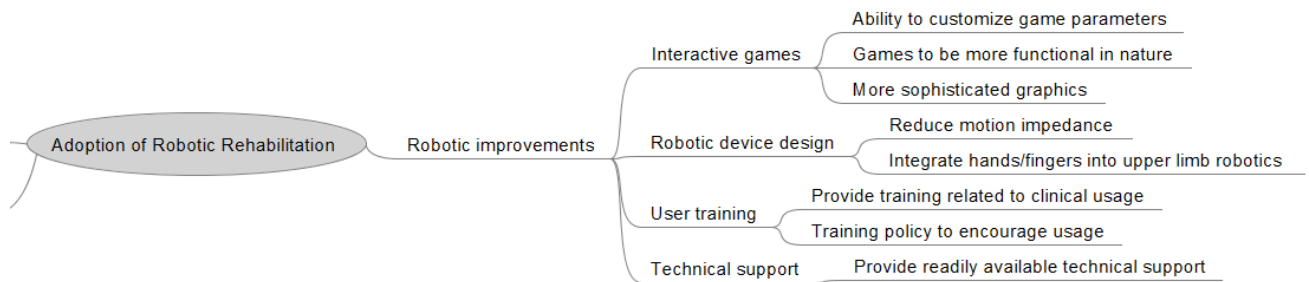 Ability to customize game parameters
Interactive games
Games to be more functional in nature
More sophisticated graphics
Adoption of Robotic Rehabilitation
Robotic improvements
Robotic device design
Reduce motion impedance
Integrate hands/fingers into upper limb robotics
User training
Provide training related to clinical usage
Training policy to encourage usage
Technical support
Provide readily available technical support